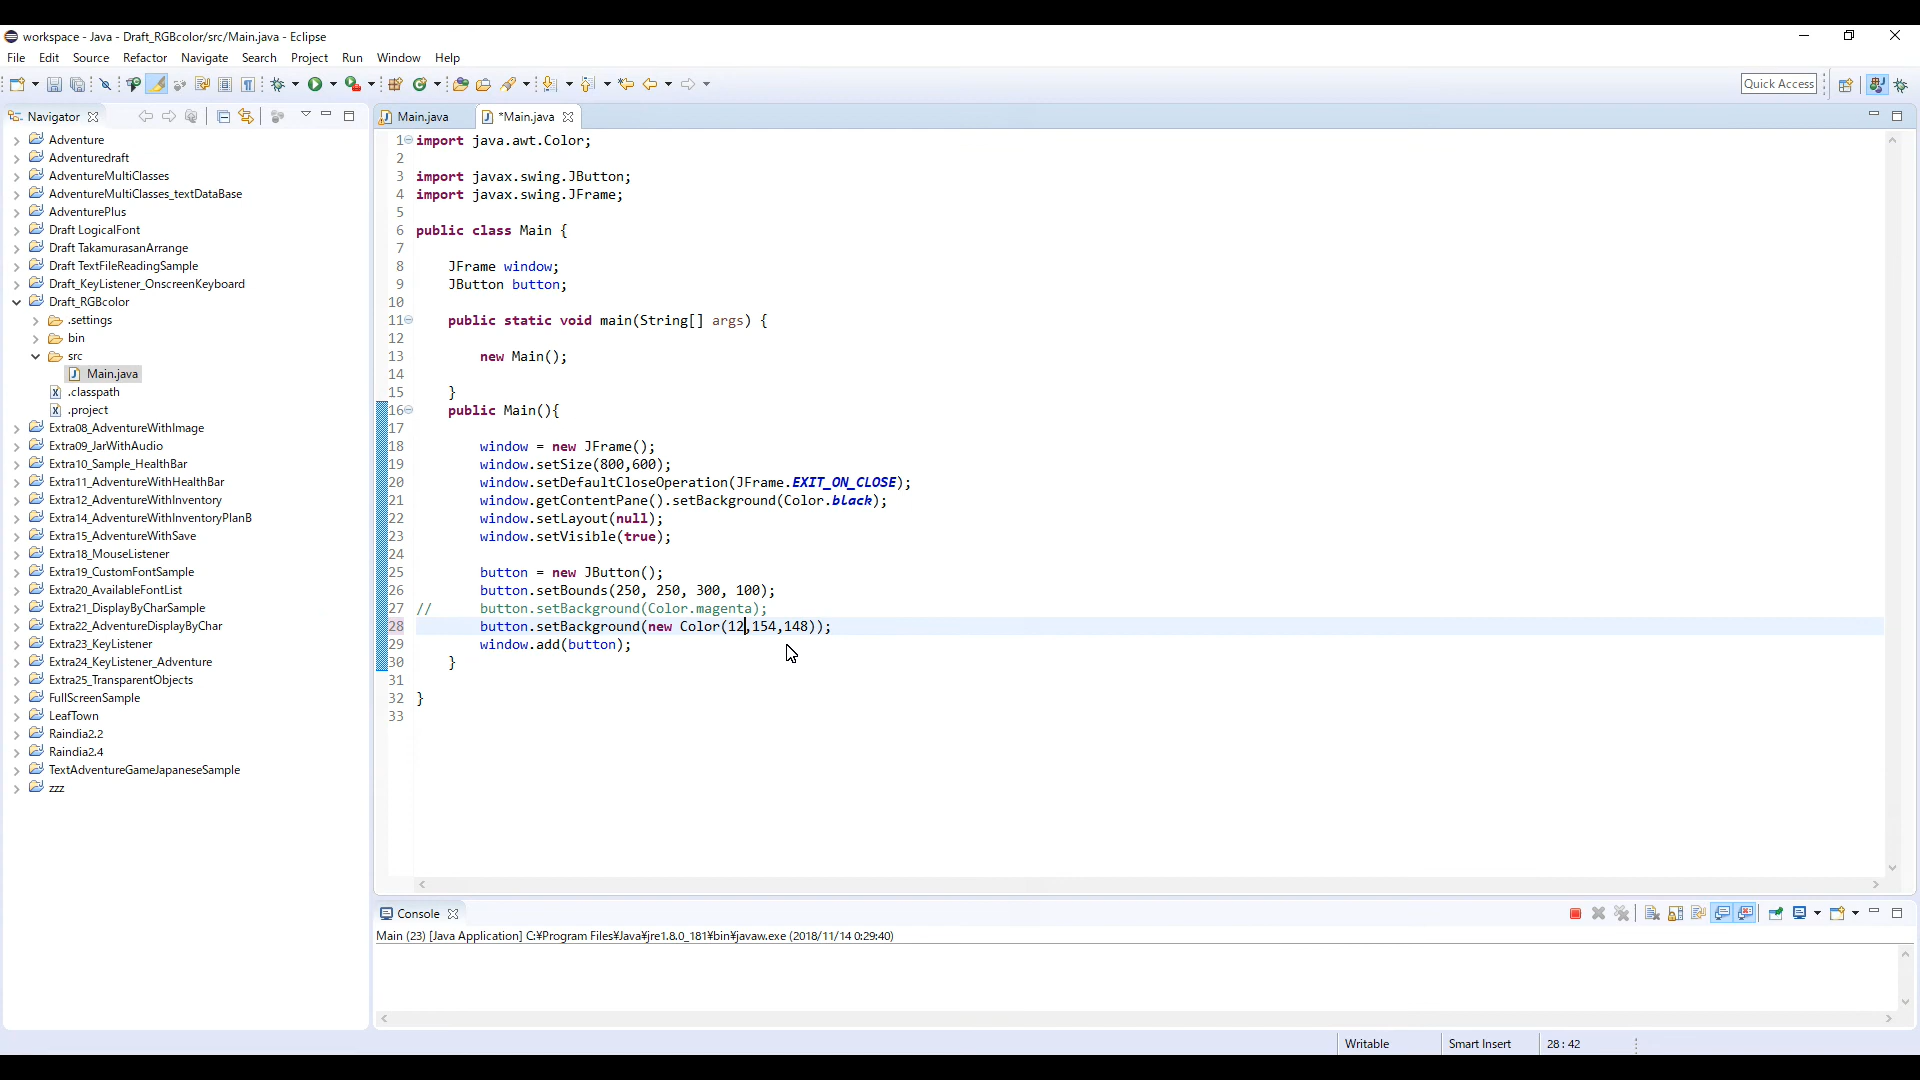 workspace - Java - Draft_RGBcolor/src/Main.java - Eclipse
File Edit Source Refactor Navigate Search Project Run Window Help
Quick Access
Navigator
Adventure
Adventuredraft
AdventureMultiClasses
AdventureMultiClasses_textDataBase
AdventurePlus
Draft LogicalFont
Draft TakamurasanArrange
Draft TextFileReadingSample
Draft_KeyListener_OnscreenKeyboard
Draft_RGBcolor
.settings
bin
src
Main.java
.classpath
.project
Extra08_AdventureWithImage
Extra09_JarWithAudio
Extra10_Sample_HealthBar
Extra11_AdventureWithHealthBar
Extra12_AdventureWithInventory
Extra14_AdventureWithInventoryPlanB
Extra15_AdventureWithSave
Extra18_MouseListener
Extra19_CustomFontSample
Extra20_AvailableFontList
Extra21_DisplayByCharSample
Extra22_AdventureDisplayByChar
Extra23_KeyListener
Extra24_KeyListener_Adventure
Extra25_TransparentObjects
FullScreenSample
LeafTown
Raindia2.2
Raindia2.4
TextAdventureGameJapaneseSample
zzz
Main.java *Main.java
1 import java.awt.Color;
2
3 import javax.swing.JButton;
4 import javax.swing.JFrame;
5
6 public class Main {
7
8 JFrame window;
9 JButton button;
10
11 public static void main(String[] args) {
12
13 new Main();
14
15 }
16 public Main(){
17
18 window = new JFrame();
19 window.setSize(800,600);
20 window.setDefaultCloseOperation(JFrame.EXIT_ON_CLOSE);
21 window.getContentPane().setBackground(Color.black);
22 window.setLayout(null);
23 window.setVisible(true);
24
25 button = new JButton();
26 button.setBounds(250, 250, 300, 100);
27 // button.setBackground(Color.magenta);
28 button.setBackground(new Color(12,154,148));
29 window.add(button);
30 }
31
32 }
33
Console
Main (23) [Java Application] C:¥Program Files¥Java¥jre1.8.0_181¥bin¥javaw.exe (2018/11/14 0:29:40)
Writable Smart Insert 28 : 42